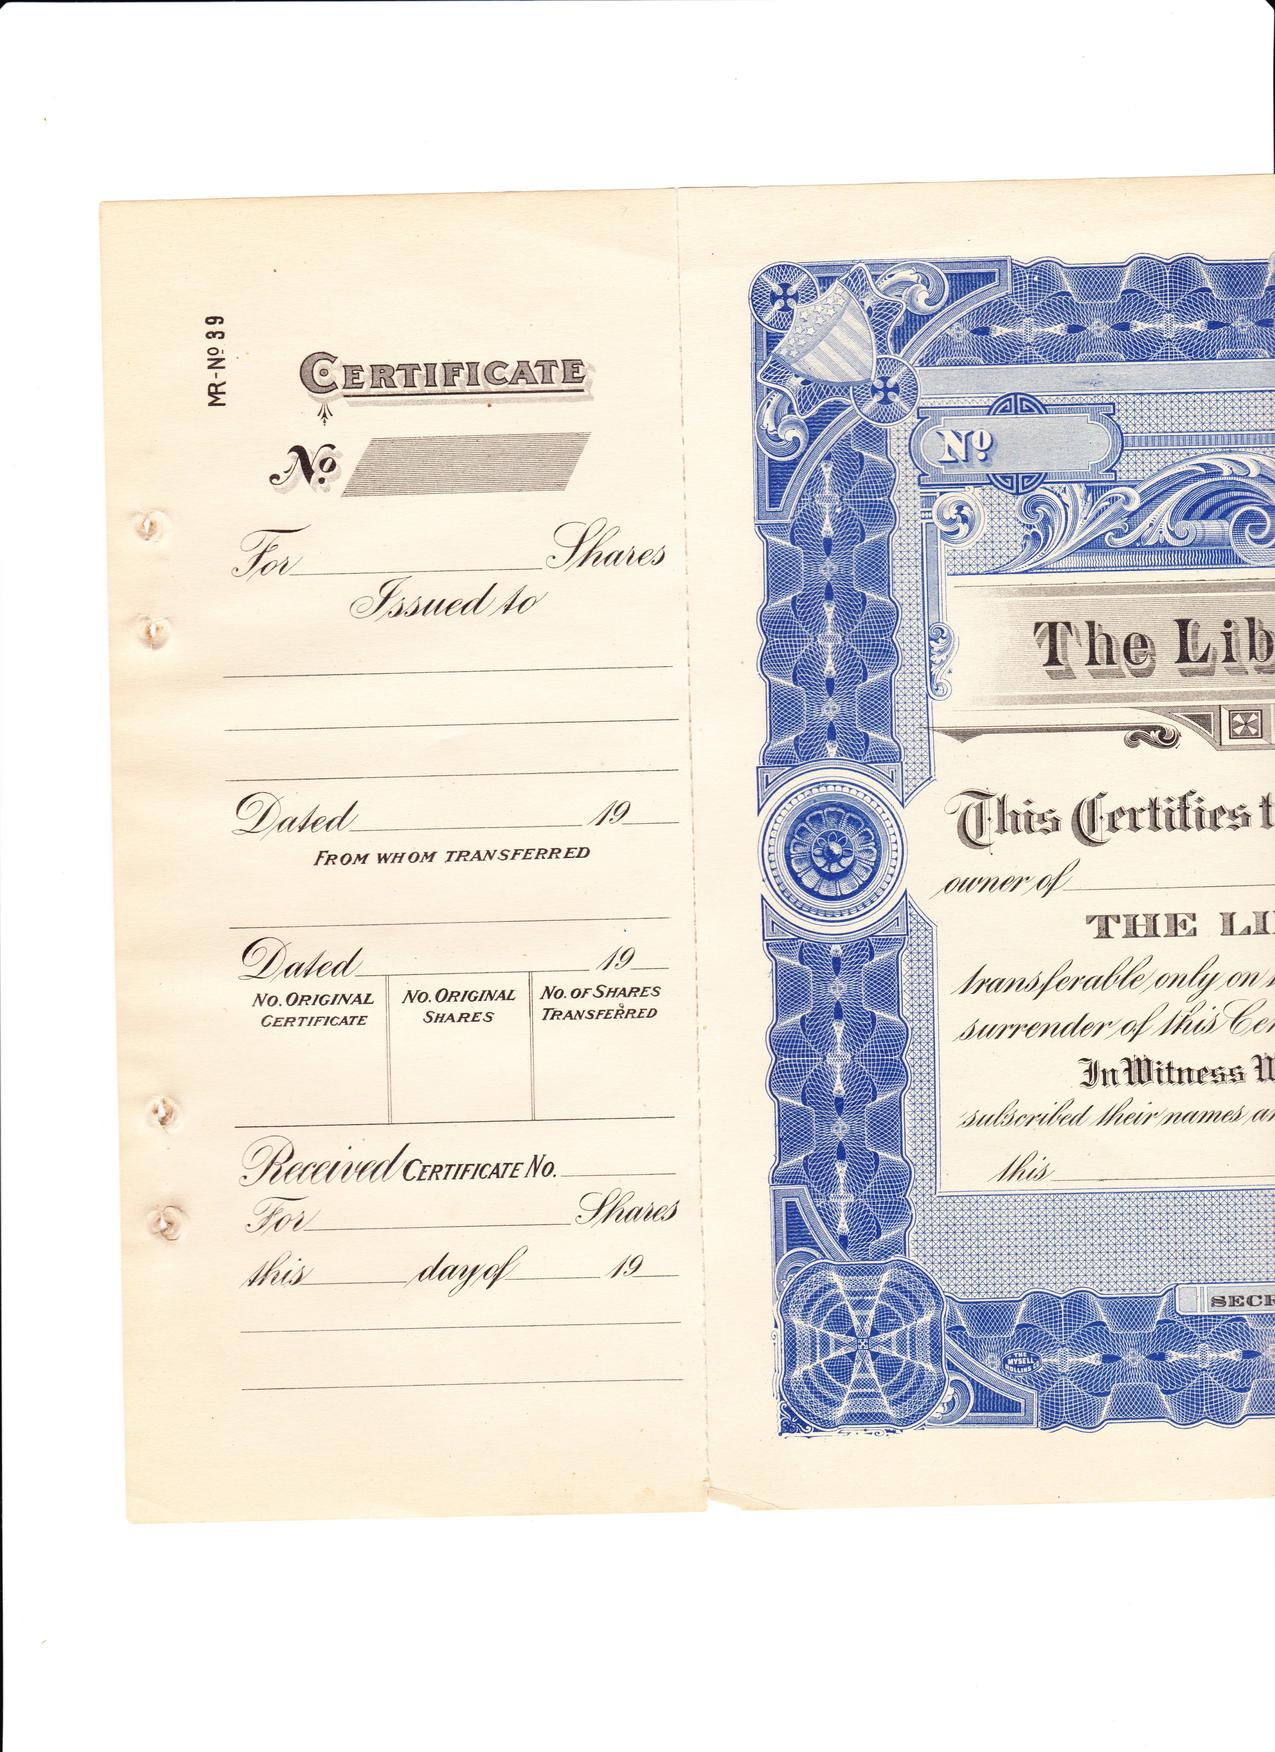 MR-Nº 39
CERTIFICATE
Nº
For Shares
Issued to
Dated 19
FROM WHOM TRANSFERRED
Dated 19
NO. ORIGINAL CERTIFICATE
NO. ORIGINAL SHARES
NO. OF SHARES TRANSFERRED
Received CERTIFICATE NO.
For Shares
this day of 19
Nº
The Lib
This Certifies t
owner of
THE LI
transferable only on
surrender of this Cer
In Witness W
subscribed their names an
this
SECR
THE
MYSELL
ROLLINS